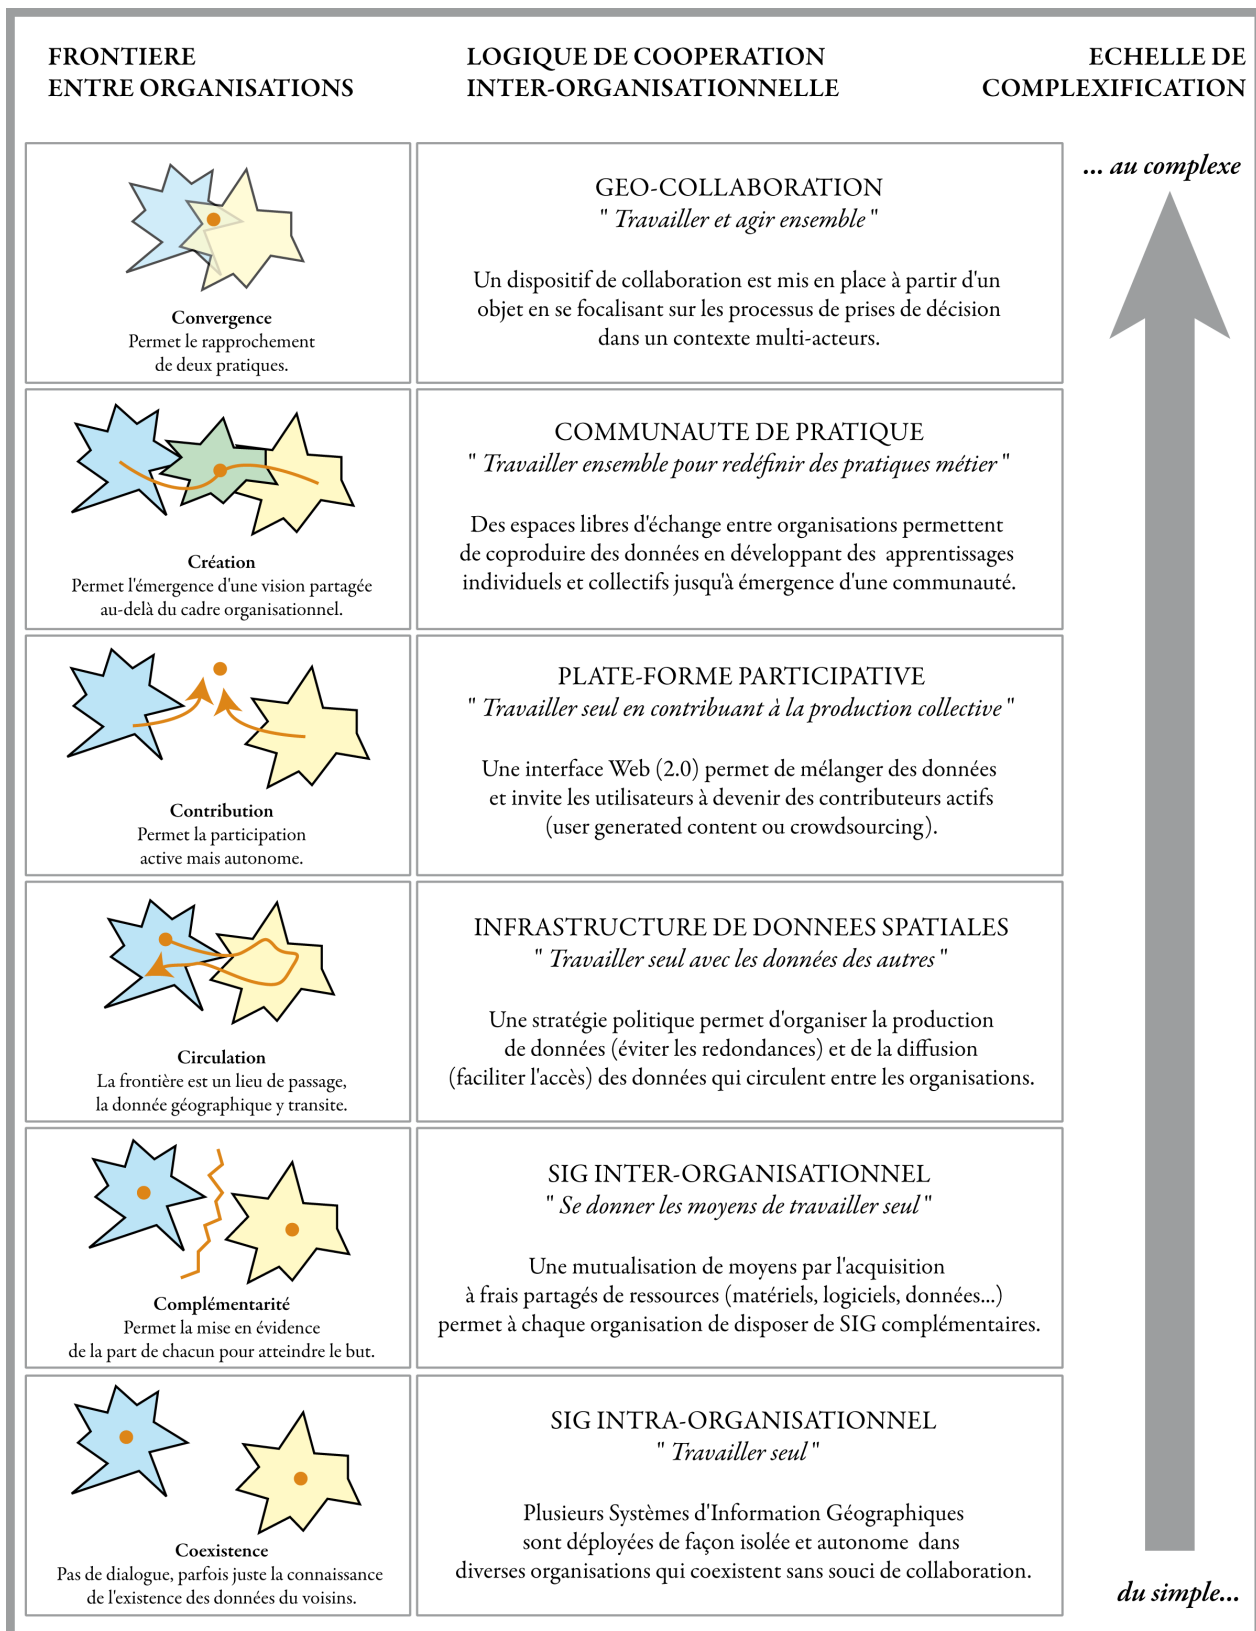 FRONTIERE
ENTRE ORGANISATIONS
LOGIQUE DE COOPERATION
INTER-ORGANISATIONNELLE
ECHELLE DE
COMPLEXIFICATION
... au complexe
Convergence
Permet le rapprochement
de deux pratiques.
GEO-COLLABORATION
" Travailler et agir ensemble "
Un dispositif de collaboration est mis en place à partir d'un
objet en se focalisant sur les processus de prises de décision
dans un contexte multi-acteurs.
Création
Permet l'émergence d'une vision partagée
au-delà du cadre organisationnel.
COMMUNAUTE DE PRATIQUE
" Travailler ensemble pour redéfinir des pratiques métier "
Des espaces libres d'échange entre organisations permettent
de coproduire des données en développant des  apprentissages
individuels et collectifs jusqu'à émergence d'une communauté.
Contribution
Permet la participation
active mais autonome.
PLATE-FORME PARTICIPATIVE
" Travailler seul en contribuant à la production collective "
Une interface Web (2.0) permet de mélanger des données
et invite les utilisateurs à devenir des contributeurs actifs
(user generated content ou crowdsourcing).
Circulation
La frontière est un lieu de passage,
la donnée géographique y transite.
INFRASTRUCTURE DE DONNEES SPATIALES
" Travailler seul avec les données des autres "
Une stratégie politique permet d'organiser la production
de données (éviter les redondances) et de la diffusion
(faciliter l'accès) des données qui circulent entre les organisations.
Complémentarité
Permet la mise en évidence
de la part de chacun pour atteindre le but.
SIG INTER-ORGANISATIONNEL
" Se donner les moyens de travailler seul "
Une mutualisation de moyens par l'acquisition
à frais partagés de ressources (matériels, logiciels, données...)
permet à chaque organisation de disposer de SIG complémentaires.
Coexistence
Pas de dialogue, parfois juste la connaissance
de l'existence des données du voisins.
SIG INTRA-ORGANISATIONNEL
" Travailler seul "
Plusieurs Systèmes d'Information Géographiques
sont déployées de façon isolée et autonome  dans
diverses organisations qui coexistent sans souci de collaboration.
du simple...